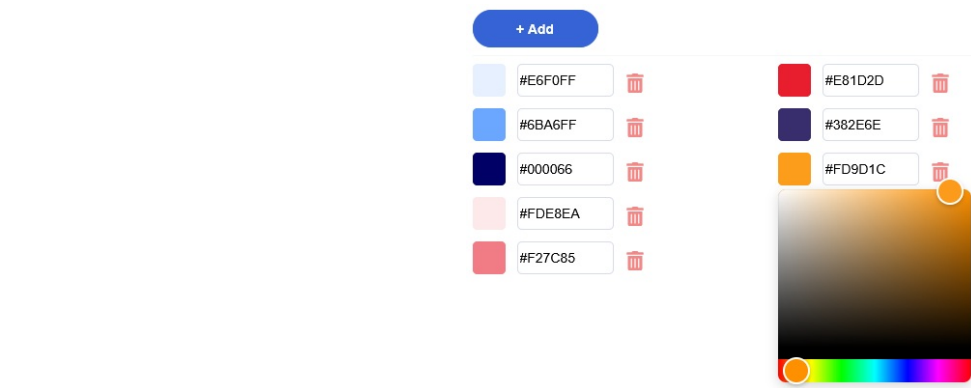 + Add
#E6F0FF
#E81D2D
#6BA6FF
#382E6E
#000066
#FD9D1C
#FDE8EA
#F27C85